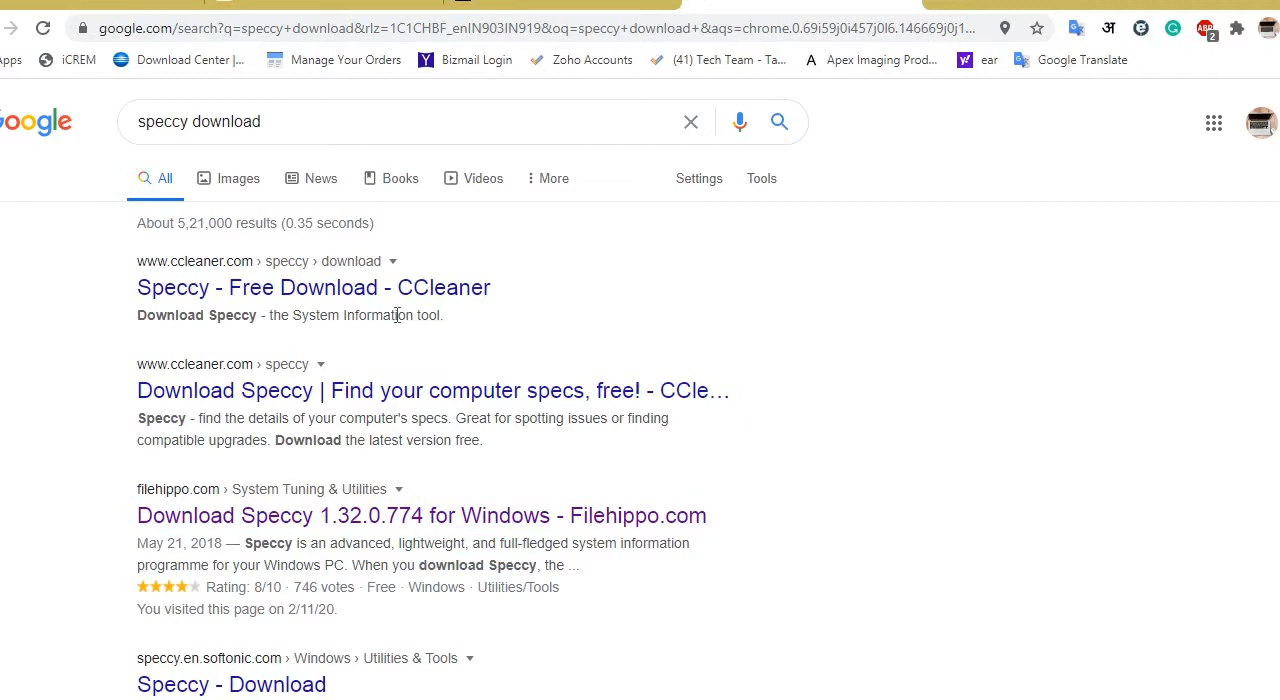 google.com/search?q=speccy+download&rlz=1C1CHBF_enIN903IN919&oq=speccy+download+&aqs=chrome.0.69i59j0i457j0l6.146669j0j1...
अ
ABP
2
pps
iCREM
Download Center |...
Manage Your Orders
Bizmail Login
Zoho Accounts
(41) Tech Team - Ta...
Apex Imaging Prod...
ear
Google Translate
oogle
speccy download
All
Images
News
Books
Videos
More
Settings
Tools
About 5,21,000 results (0.35 seconds)
www.ccleaner.com › speccy › download
Speccy - Free Download - CCleaner
Download Speccy - the System Information tool.
www.ccleaner.com › speccy
Download Speccy | Find your computer specs, free! - CCle...
Speccy - find the details of your computer's specs. Great for spotting issues or finding
compatible upgrades. Download the latest version free.
filehippo.com › System Tuning & Utilities
Download Speccy 1.32.0.774 for Windows - Filehippo.com
May 21, 2018 — Speccy is an advanced, lightweight, and full-fledged system information
programme for your Windows PC. When you download Speccy, the ...
Rating: 8/10 · 746 votes · Free · Windows · Utilities/Tools
You visited this page on 2/11/20.
speccy.en.softonic.com › Windows › Utilities & Tools
Speccy - Download